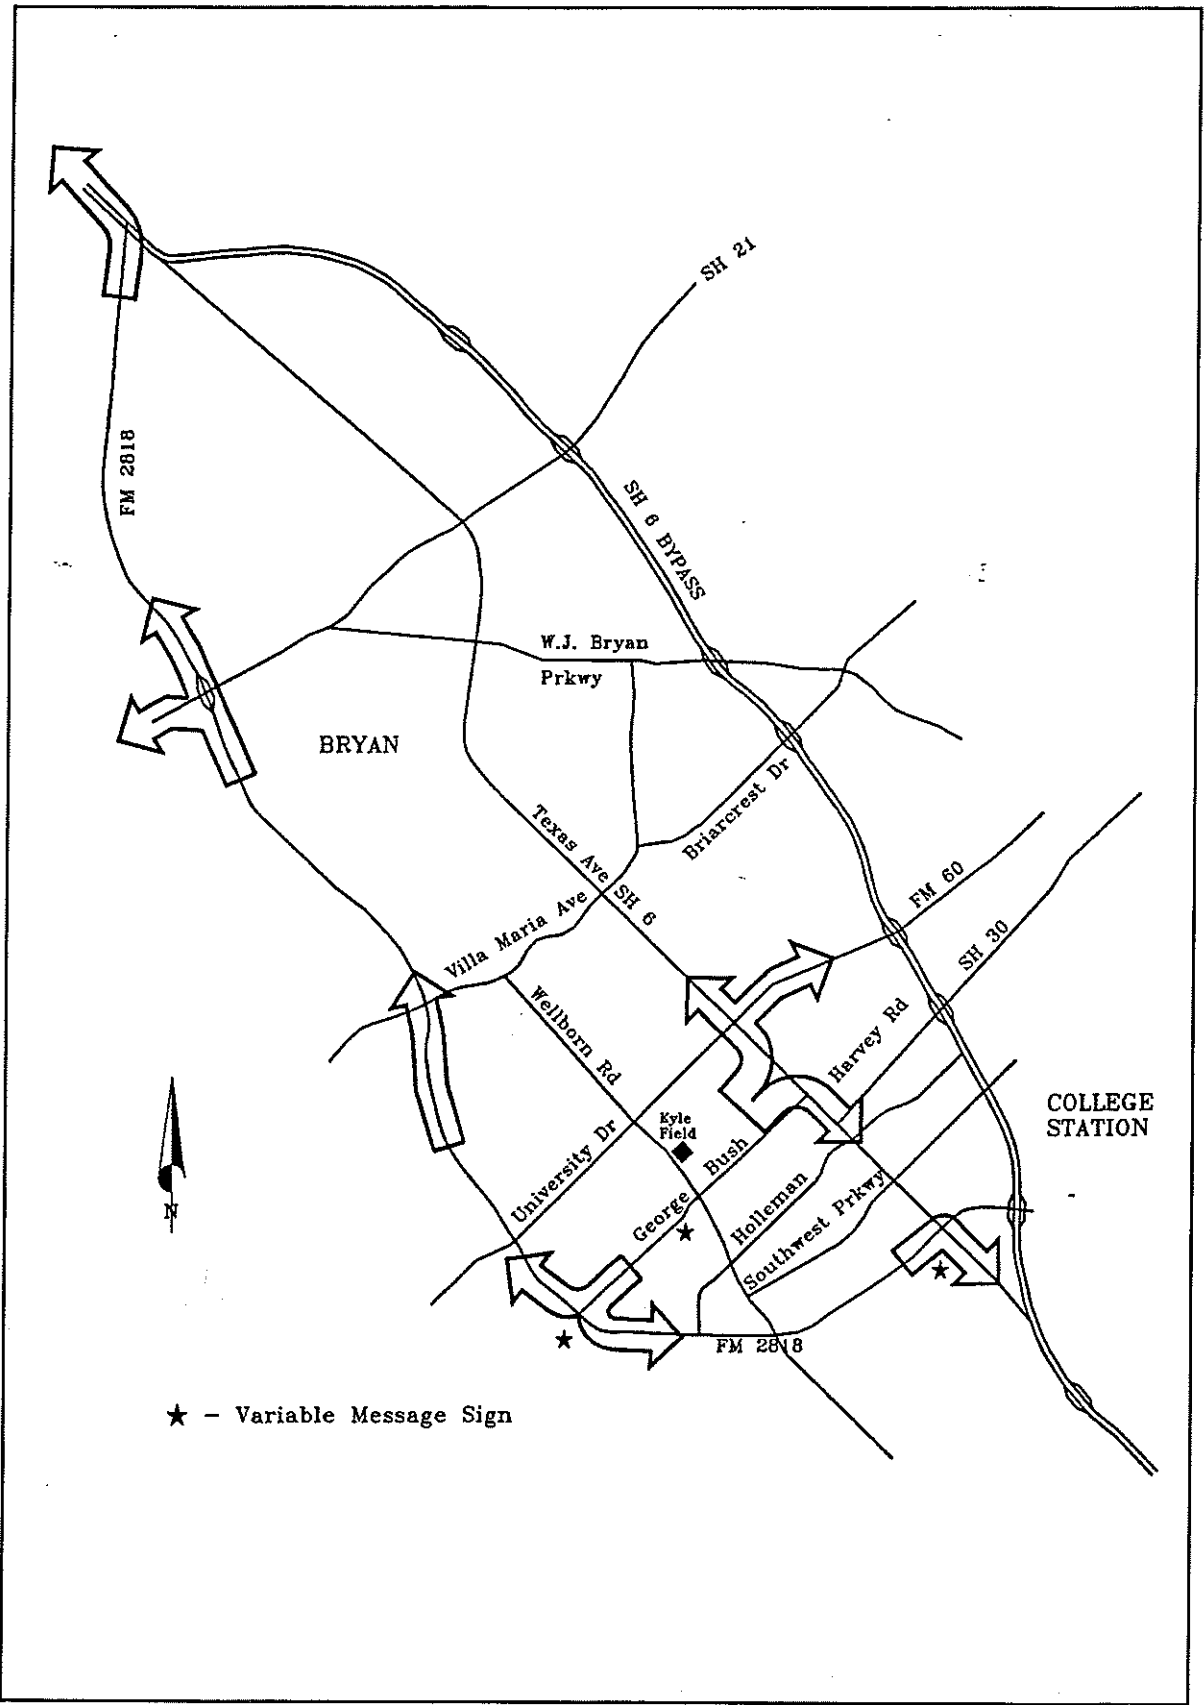 SH 21
FM 2818
SH 6 BYPASS
W.J. Bryan
Prkwy
BRYAN
Briarcrest Dr
Texas Ave SH 6
FM 60
Villa Maria Ave
SH 30
Wellborn Rd
Harvey Rd
COLLEGE
STATION
Kyle
Field
University Dr
George Bush
Holleman
Southwest Prkwy
N
FM 2818
★ - Variable Message Sign